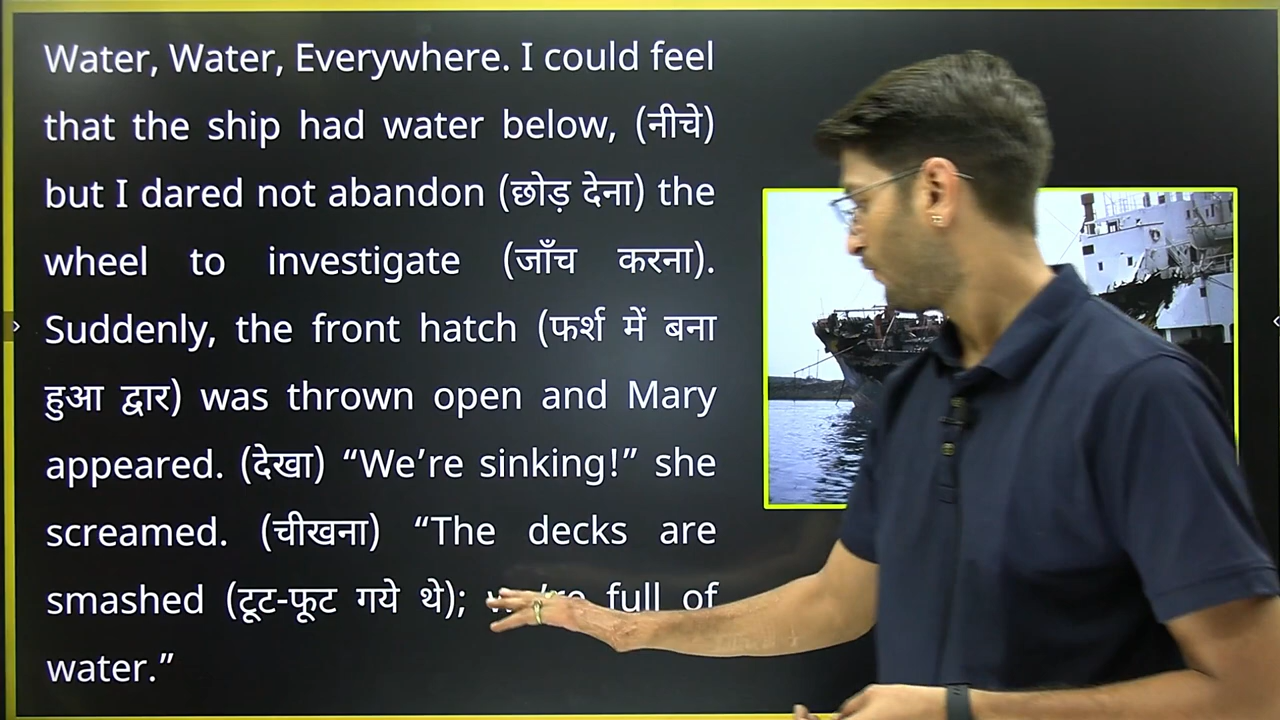 Water, Water, Everywhere. I could feel
that the ship had water below, (नीचे)
but I dared not abandon (छोड़ देना) the
wheel to investigate (जाँच करना).
Suddenly, the front hatch (फर्श में बना
हुआ द्वार) was thrown open and Mary
appeared. (देखा) “We’re sinking!” she
screamed. (चीखना) “The decks are
smashed (टूट-फूट गये थे); we’re full of
water.”